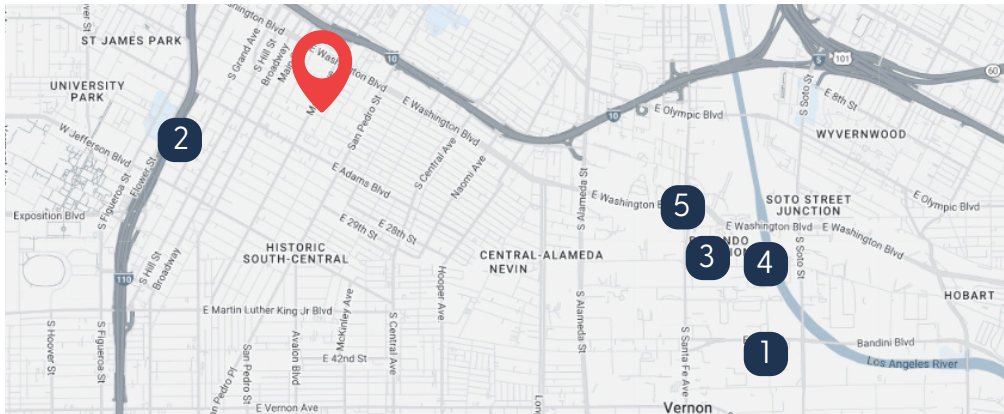 Washington Blvd
ST JAMES PARK
S Grand Ave
S Hill St
Broadway
E Washington Blvd
10
5
101
60
UNIVERSITY
PARK
San Pedro St
E Washington Blvd
10
E Olympic Blvd
S Soto St
E 8th St
WYVERNWOOD
W Jefferson Blvd
2
Flower St
S Figueroa St
S Central Ave
Naomi Ave
E Adams Blvd
S Alameda St
E Washington
5
SOTO STREET
JUNCTION
E Olympic Blvd
Exposition Blvd
E 28th St
E 29th St
E Washington Blvd
E Washington Blvd
HISTORIC
SOUTH-CENTRAL
CENTRAL-ALAMEDA
NEVIN
3
4
S Soto St
S Hill St
Broadway
110
Hooper Ave
HOBART
E Martin Luther King Jr Blvd
McKinley Ave
S Hoover St
S Figueroa St
Avalon Blvd
S Central Ave
S Alameda St
S Santa Fe Ave
1
Bandini Blvd
Los Angeles River
E 42nd St
San Pedro St
E Vernon Ave
Vernon